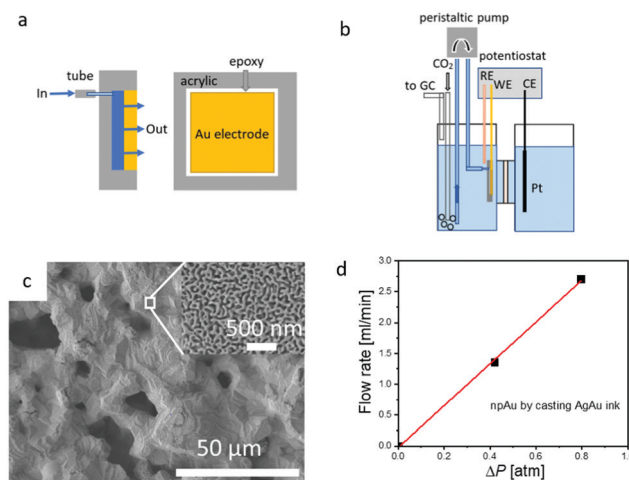 a
tube
In
Out
epoxy
acrylic
Au electrode
b
peristaltic pump
CO2
potentiostat
to GC
RE
WE
CE
Pt
c
500 nm
50 µm
d
Flow rate [ml/min]
3.0
2.5
2.0
1.5
1.0
0.5
0.0
npAu by casting AgAu ink
0.0
0.2
0.4
0.6
0.8
ΔP [atm]